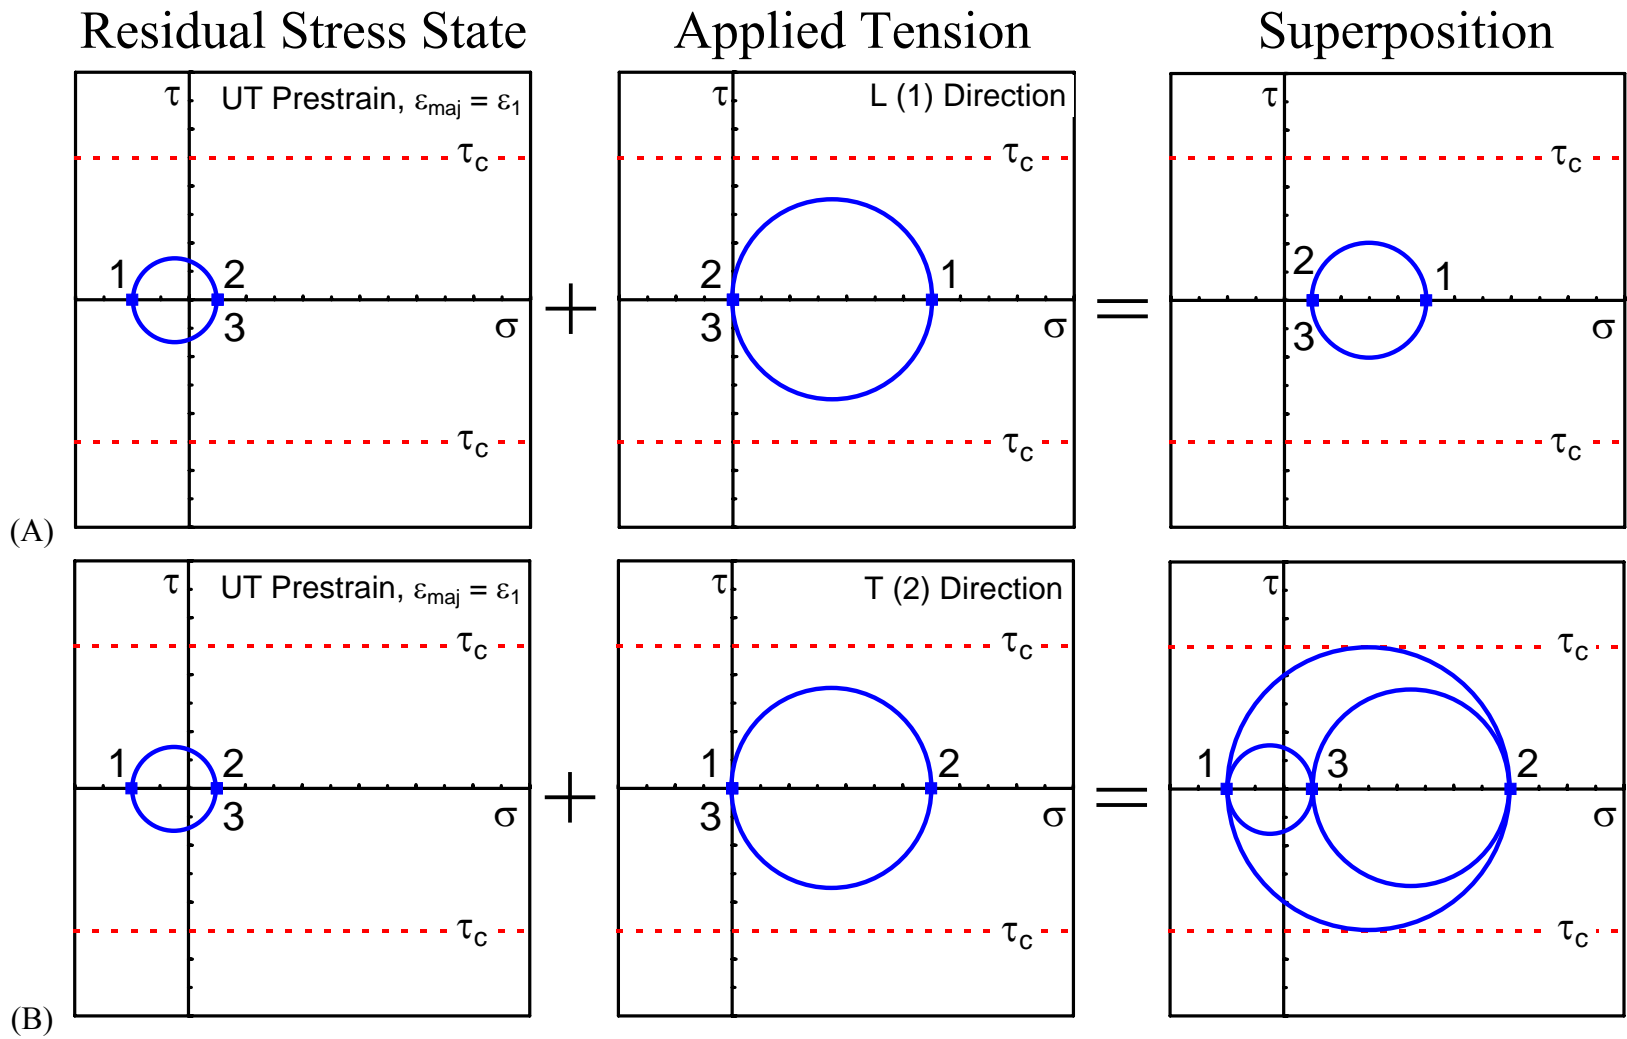 Residual Stress State
Applied Tension
Superposition
τ
UT Prestrain, εmaj = ε1
τc
1
2
3
σ
τc
+
τ
L (1) Direction
τc
2
1
3
σ
τc
=
τ
τc
2
1
3
σ
τc
(A)
τ
UT Prestrain, εmaj = ε1
τc
1
2
3
σ
τc
+
τ
T (2) Direction
τc
1
2
3
σ
τc
=
τ
τc
1
3
2
σ
τc
(B)